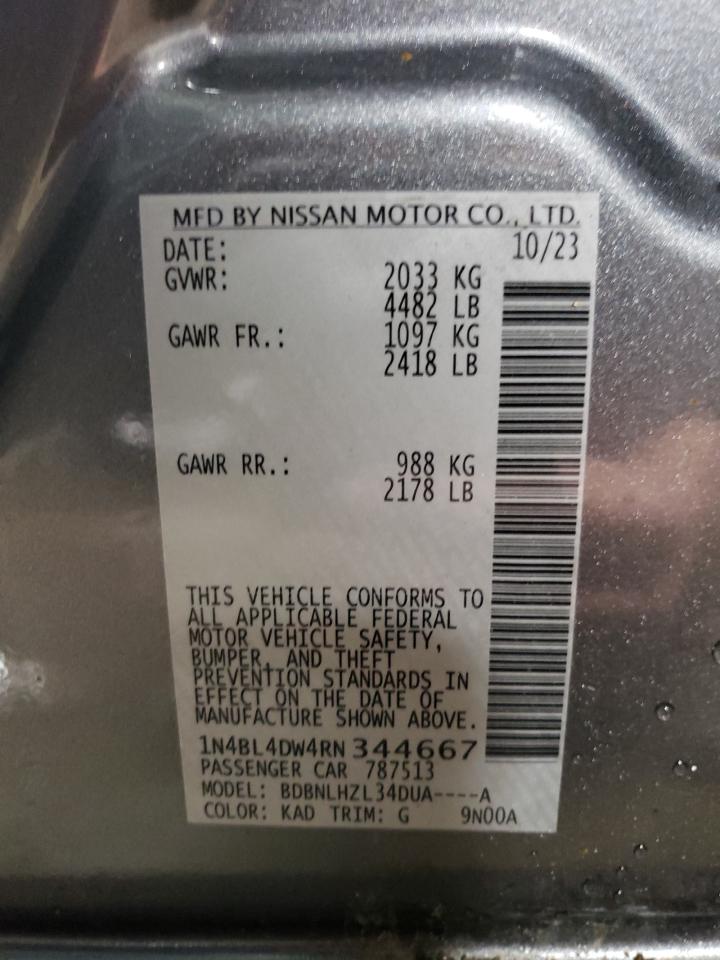 MFD BY NISSAN MOTOR CO., LTD.
DATE: 10/23
GVWR: 2033 KG
4482 LB
GAWR FR.: 1097 KG
2418 LB
GAWR RR.: 988 KG
2178 LB
THIS VEHICLE CONFORMS TO
ALL APPLICABLE FEDERAL
MOTOR VEHICLE SAFETY,
BUMPER, AND THEFT
PREVENTION STANDARDS IN
EFFECT ON THE DATE OF
MANUFACTURE SHOWN ABOVE.
1N4BL4DW4RN344667
PASSENGER CAR 787513
MODEL: BDBNLHZL34DUA----A
COLOR: KAD TRIM: G 9N00A